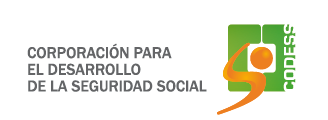 CORPORACIÓN PARA
EL DESARROLLO
DE LA SEGURIDAD SOCIAL
CODESS